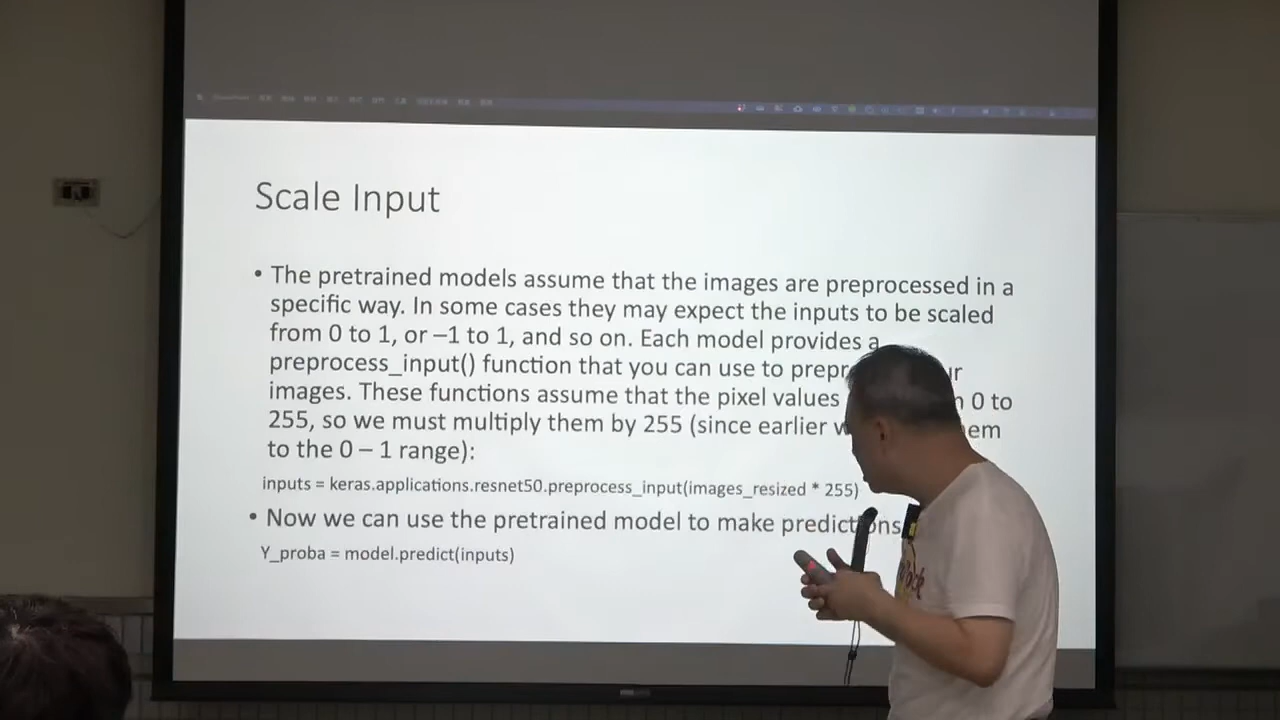 Scale Input
• The pretrained models assume that the images are preprocessed in a
specific way. In some cases they may expect the inputs to be scaled
from 0 to 1, or –1 to 1, and so on. Each model provides a
preprocess_input() function that you can use to
images. These functions assume that the pixel values 0 to
255, so we must multiply them by 255 (since earlier
to the 0 – 1 range):
inputs = keras.applications.resnet50.preprocess_input(images_resized * 255)
• Now we can use the pretrained model to make predictions
Y_proba = model.predict(inputs)